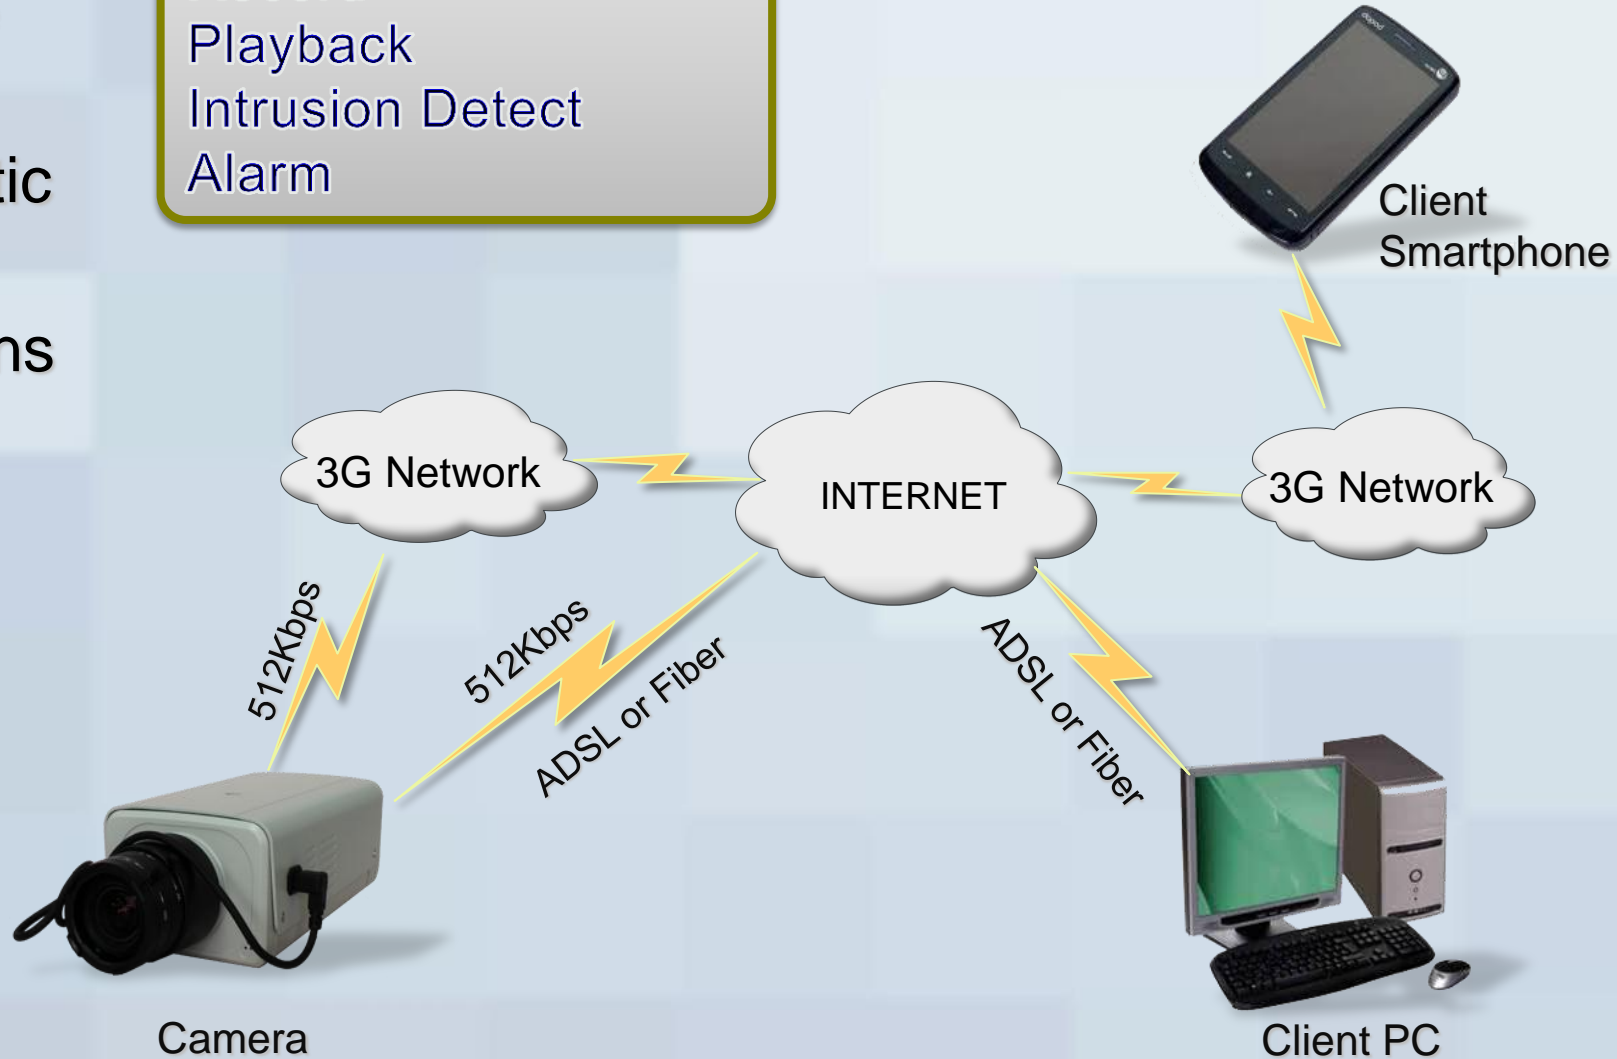 Playback
Intrusion Detect
Alarm
tic
ns
Client
Smartphone
3G Network
INTERNET
3G Network
512Kbps
512Kbps
ADSL or Fiber
ADSL or Fiber
Camera
Client PC